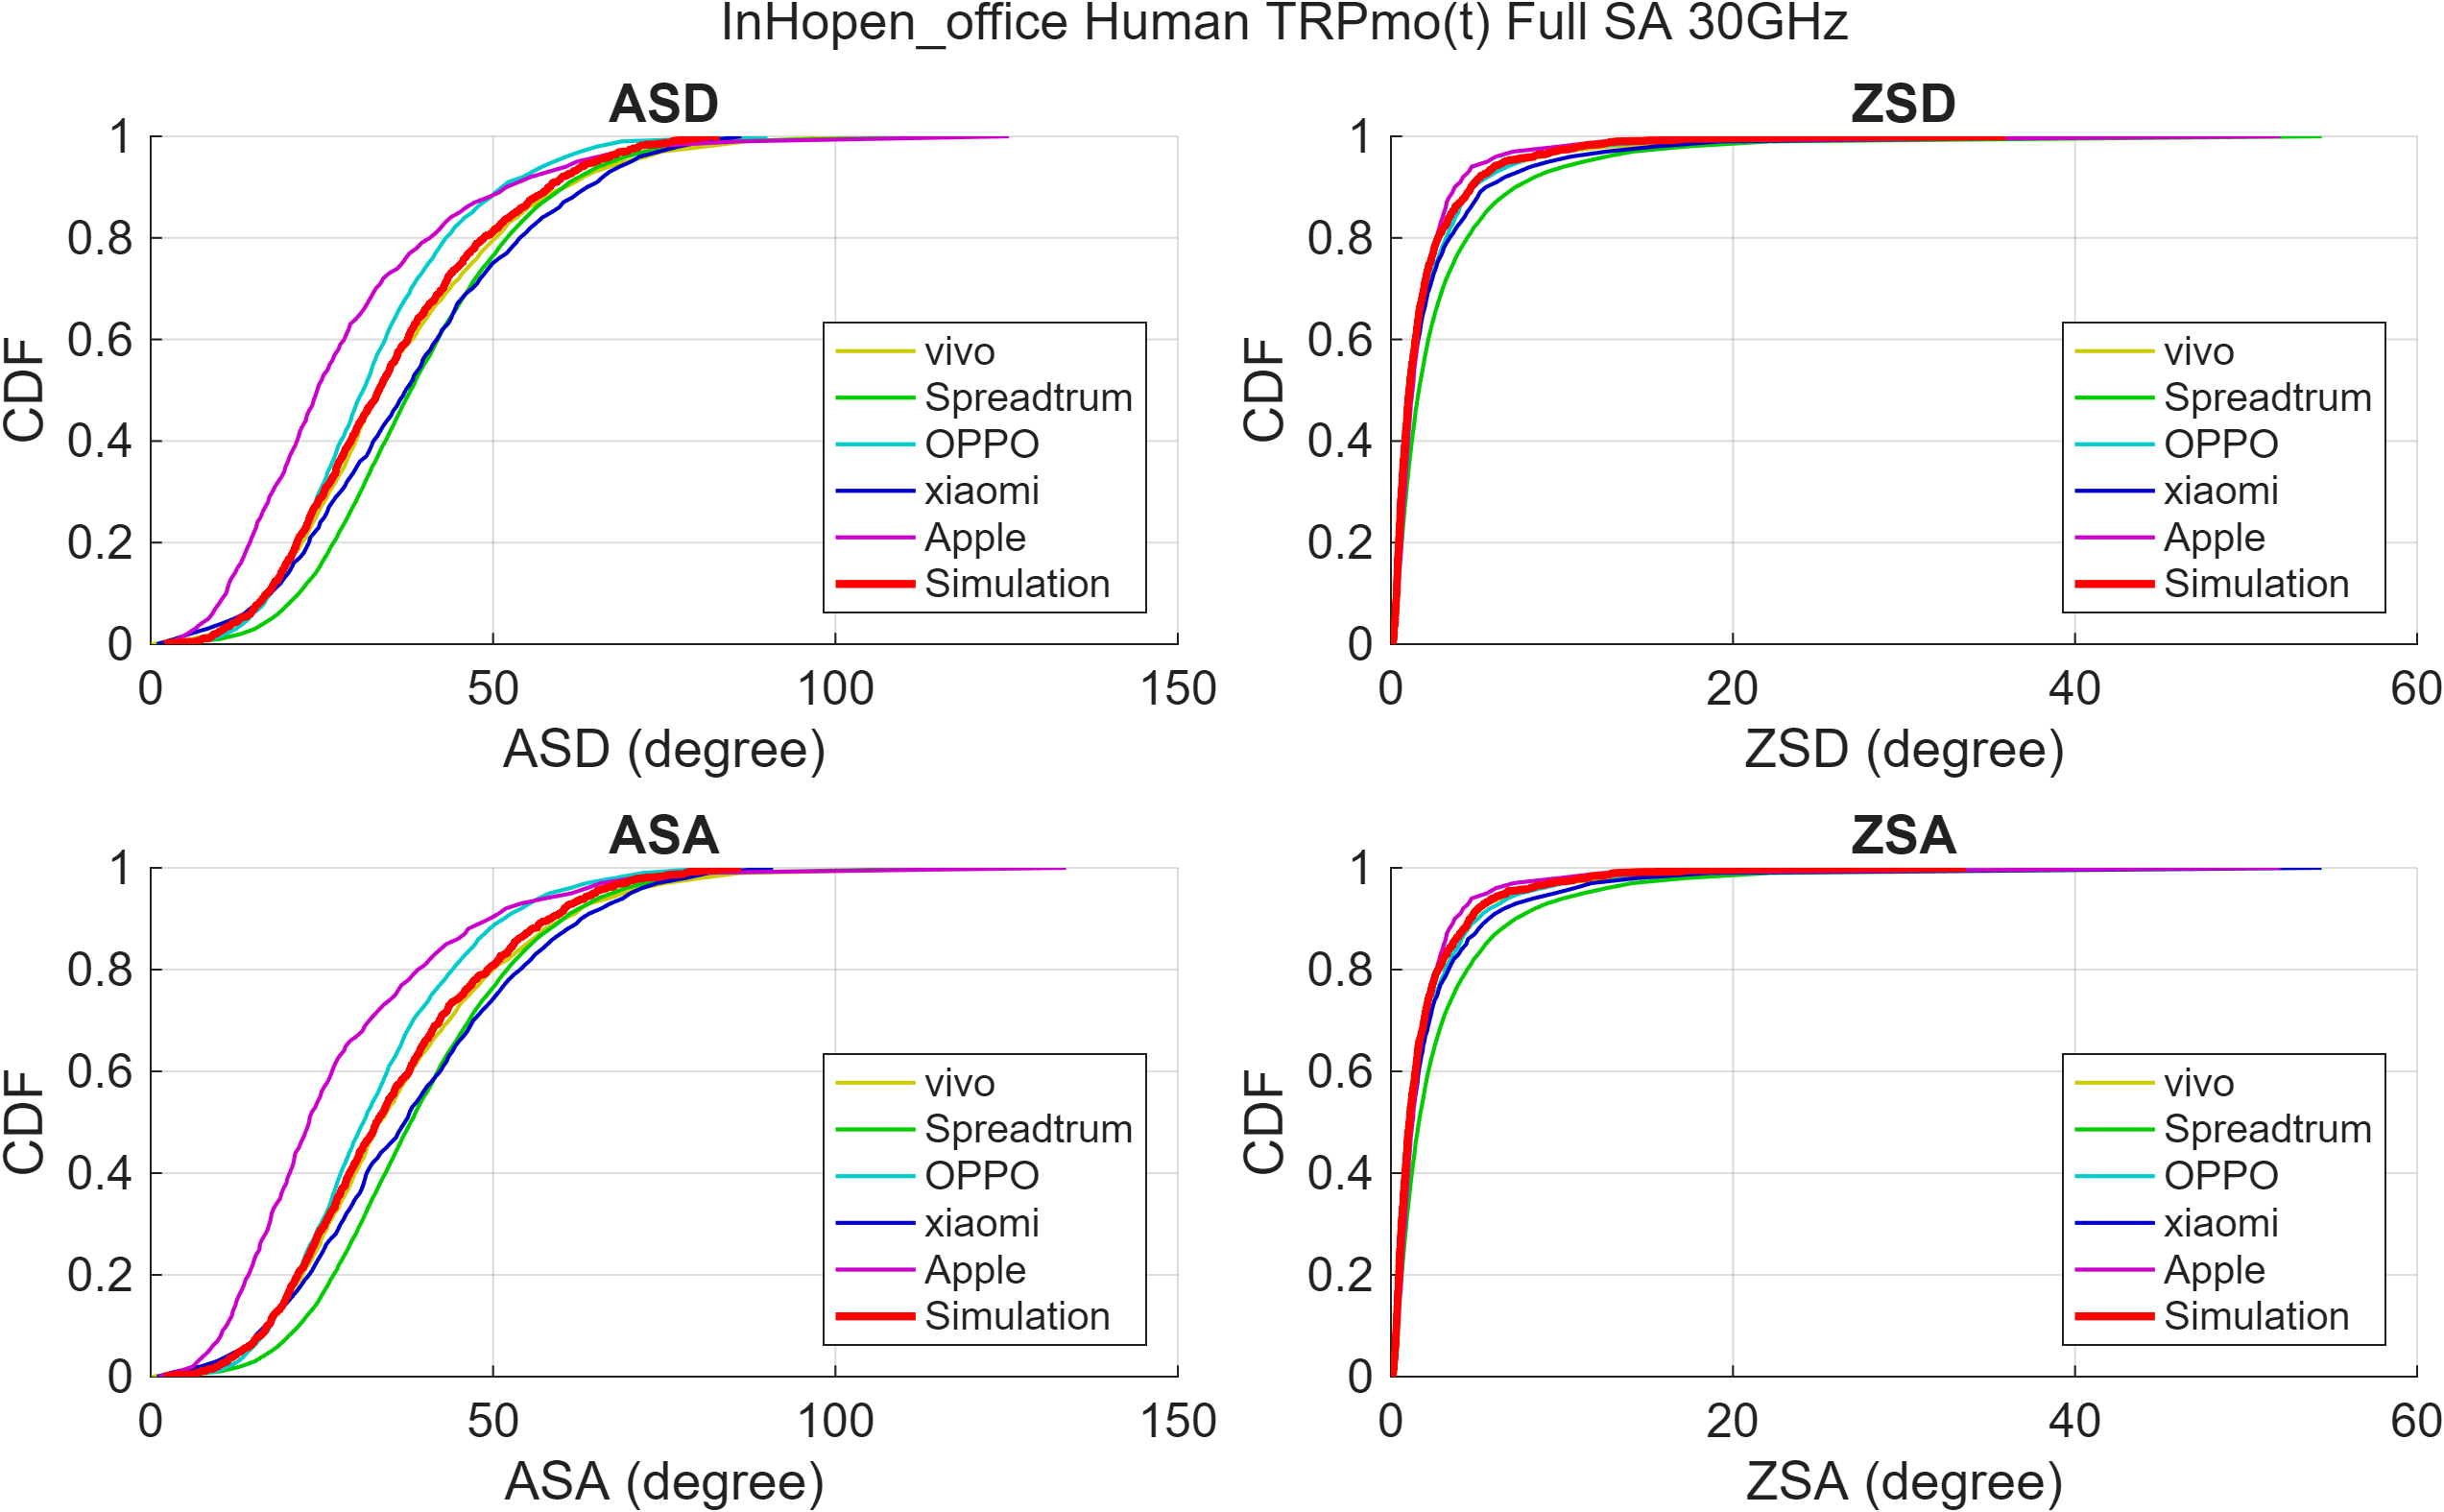 InHopen_office Human TRPmo(t) Full SA 30GHz
ASD
CDF
1
0.8
0.6
0.4
0.2
0
0
50
100
150
ASD (degree)
vivo
Spreadtrum
OPPO
xiaomi
Apple
Simulation
ZSD
CDF
1
0.8
0.6
0.4
0.2
0
0
20
40
60
ZSD (degree)
vivo
Spreadtrum
OPPO
xiaomi
Apple
Simulation
ASA
CDF
1
0.8
0.6
0.4
0.2
0
0
50
100
150
ASA (degree)
vivo
Spreadtrum
OPPO
xiaomi
Apple
Simulation
ZSA
CDF
1
0.8
0.6
0.4
0.2
0
0
20
40
60
ZSA (degree)
vivo
Spreadtrum
OPPO
xiaomi
Apple
Simulation